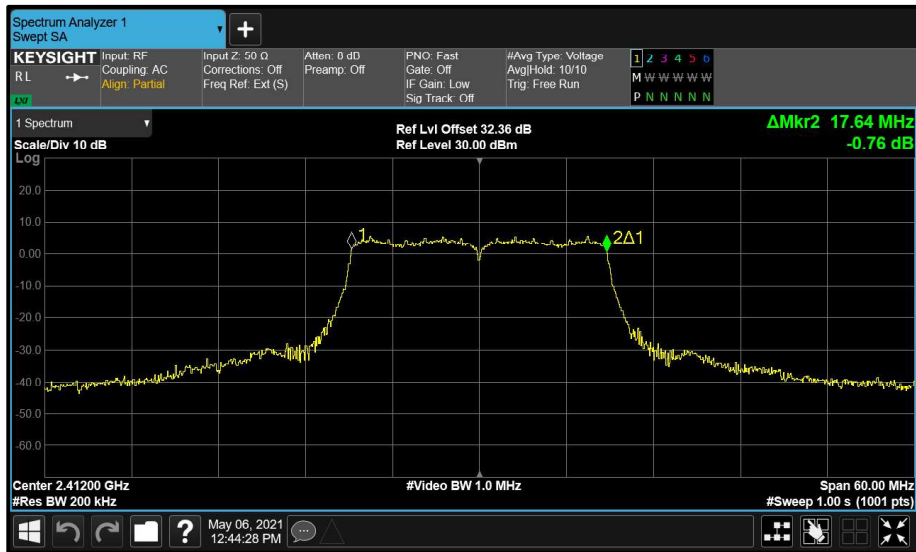 Spectrum Analyzer 1
Swept SA
KEYSIGHT
RL
LXI
Input: RF
Coupling: AC
Align: Partial
Input Z: 50 Ω
Corrections: Off
Freq Ref: Ext (S)
Atten: 0 dB
Preamp: Off
PNO: Fast
Gate: Off
IF Gain: Low
Sig Track: Off
#Avg Type: Voltage
Avg|Hold: 10/10
Trig: Free Run
1 2 3 4 5 6
M W W W W W
P N N N N N
1 Spectrum
Scale/Div 10 dB
Log
Ref Lvl Offset 32.36 dB
Ref Level 30.00 dBm
ΔMkr2 17.64 MHz
-0.76 dB
20.0
10.0
0.00
-10.0
-20.0
-30.0
-40.0
-50.0
-60.0
1
2Δ1
Center 2.41200 GHz
#Res BW 200 kHz
#Video BW 1.0 MHz
Span 60.00 MHz
#Sweep 1.00 s (1001 pts)
?
May 06, 2021
12:44:28 PM